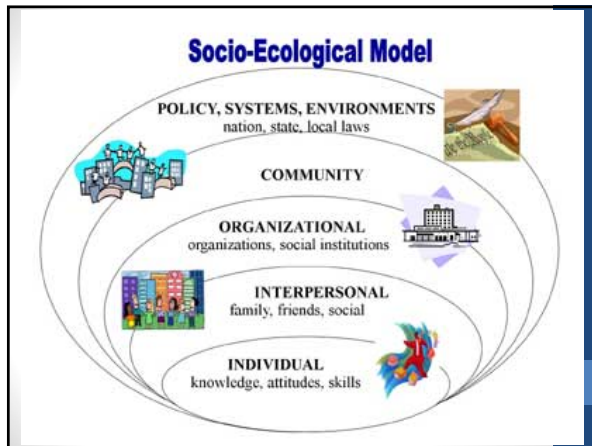 Socio-Ecological Model
POLICY, SYSTEMS, ENVIRONMENTS
nation, state, local laws
COMMUNITY
ORGANIZATIONAL
organizations, social institutions
INTERPERSONAL
family, friends, social
INDIVIDUAL
knowledge, attitudes, skills